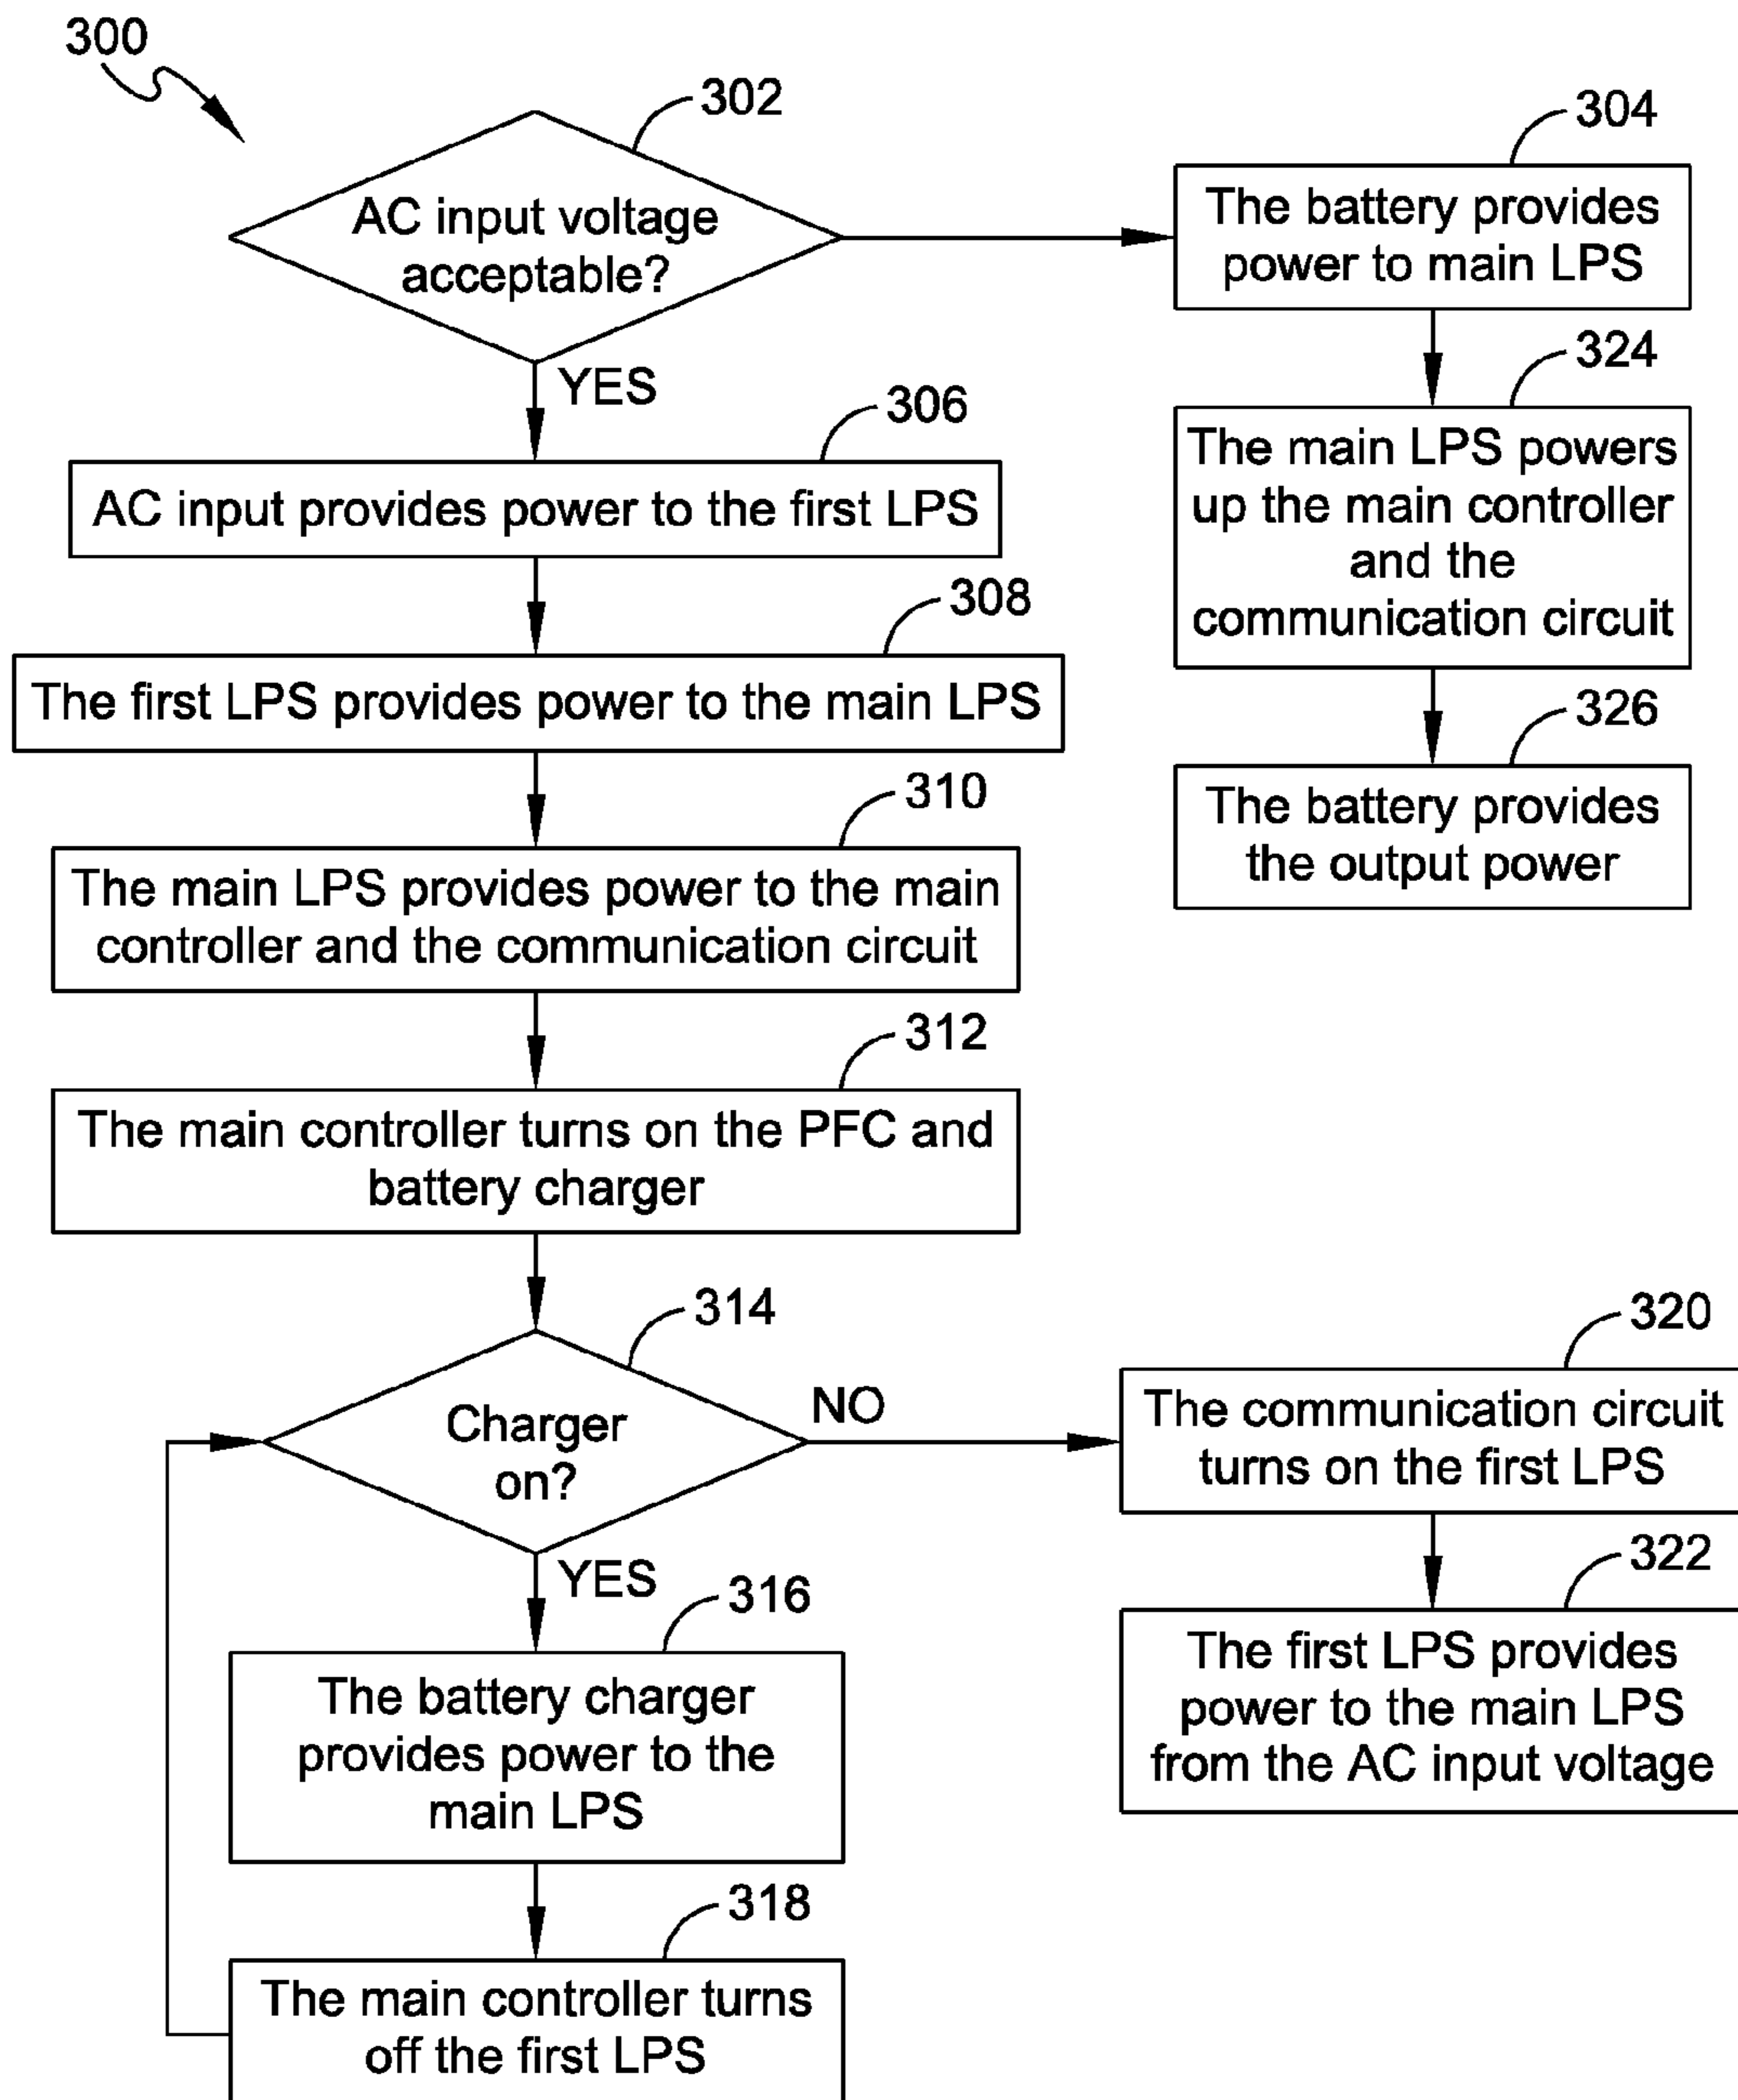 300
302
AC input voltage
acceptable?
304
The battery provides
power to main LPS
YES
306
AC input provides power to the first LPS
324
The main LPS powers
up the main controller
and the
communication circuit
308
The first LPS provides power to the main LPS
326
The battery provides
the output power
310
The main LPS provides power to the main
controller and the communication circuit
312
The main controller turns on the PFC and
battery charger
314
Charger
on?
NO
320
The communication circuit
turns on the first LPS
YES
316
The battery charger
provides power to the
main LPS
322
The first LPS provides
power to the main LPS
from the AC input voltage
318
The main controller turns
off the first LPS